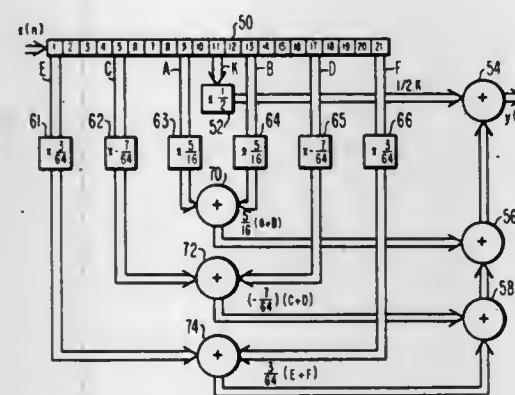 50
x(n)
1 2 3 4 5 6 7 8 9 10 11 12 13 14 15 16 17 18 19 20 21
E C A K B D F
x 1/2
52
1/2 K
54
y(
61 62 63 64 65 66
x 3/64 x -7/64 x 5/16 x 5/16 x -7/64 x 3/64
70
+
+
5/16 (A+B)
56
+
72
+
(-7/64) (C+D)
58
+
74
+
3/64 (E+F)